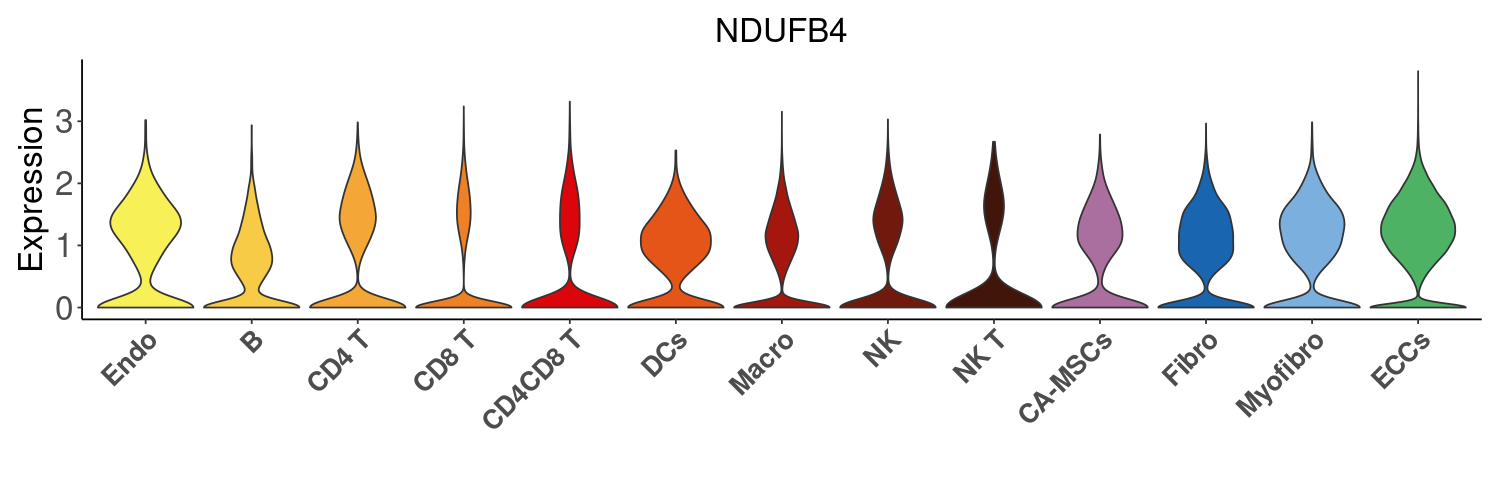 NDUFB4
Expression
3
2
1
0
Endo
B
CD4 T
CD8 T
CD4CD8 T
DCs
Macro
NK
NK T
CA-MSCs
Fibro
Myofibro
ECCs